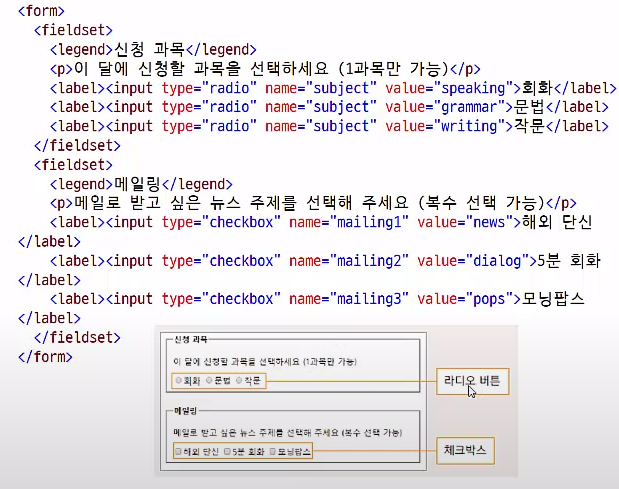 <form>
<fieldset>
<legend>신청 과목</legend>
<p>이 달에 신청할 과목을 선택하세요 (1과목만 가능)</p>
<label><input type="radio" name="subject" value="speaking">회화</label>
<label><input type="radio" name="subject" value="grammar">문법</label>
<label><input type="radio" name="subject" value="writing">작문</label>
</fieldset>
<fieldset>
<legend>메일링</legend>
<p>메일로 받고 싶은 뉴스 주제를 선택해 주세요 (복수 선택 가능)</p>
<label><input type="checkbox" name="mailing1" value="news">해외 단신
</label>
<label><input type="checkbox" name="mailing2" value="dialog">5분 회화
</label>
<label><input type="checkbox" name="mailing3" value="pops">모닝팝스
</label>
</fieldset>
</form>
신청 과목
이 달에 신청할 과목을 선택하세요 (1과목만 가능)
회화 문법 작문
라디오 버튼
메일링
메일로 받고 싶은 뉴스 주제를 선택해 주세요 (복수 선택 가능)
해외 단신 5분 회화 모닝팝스
체크박스